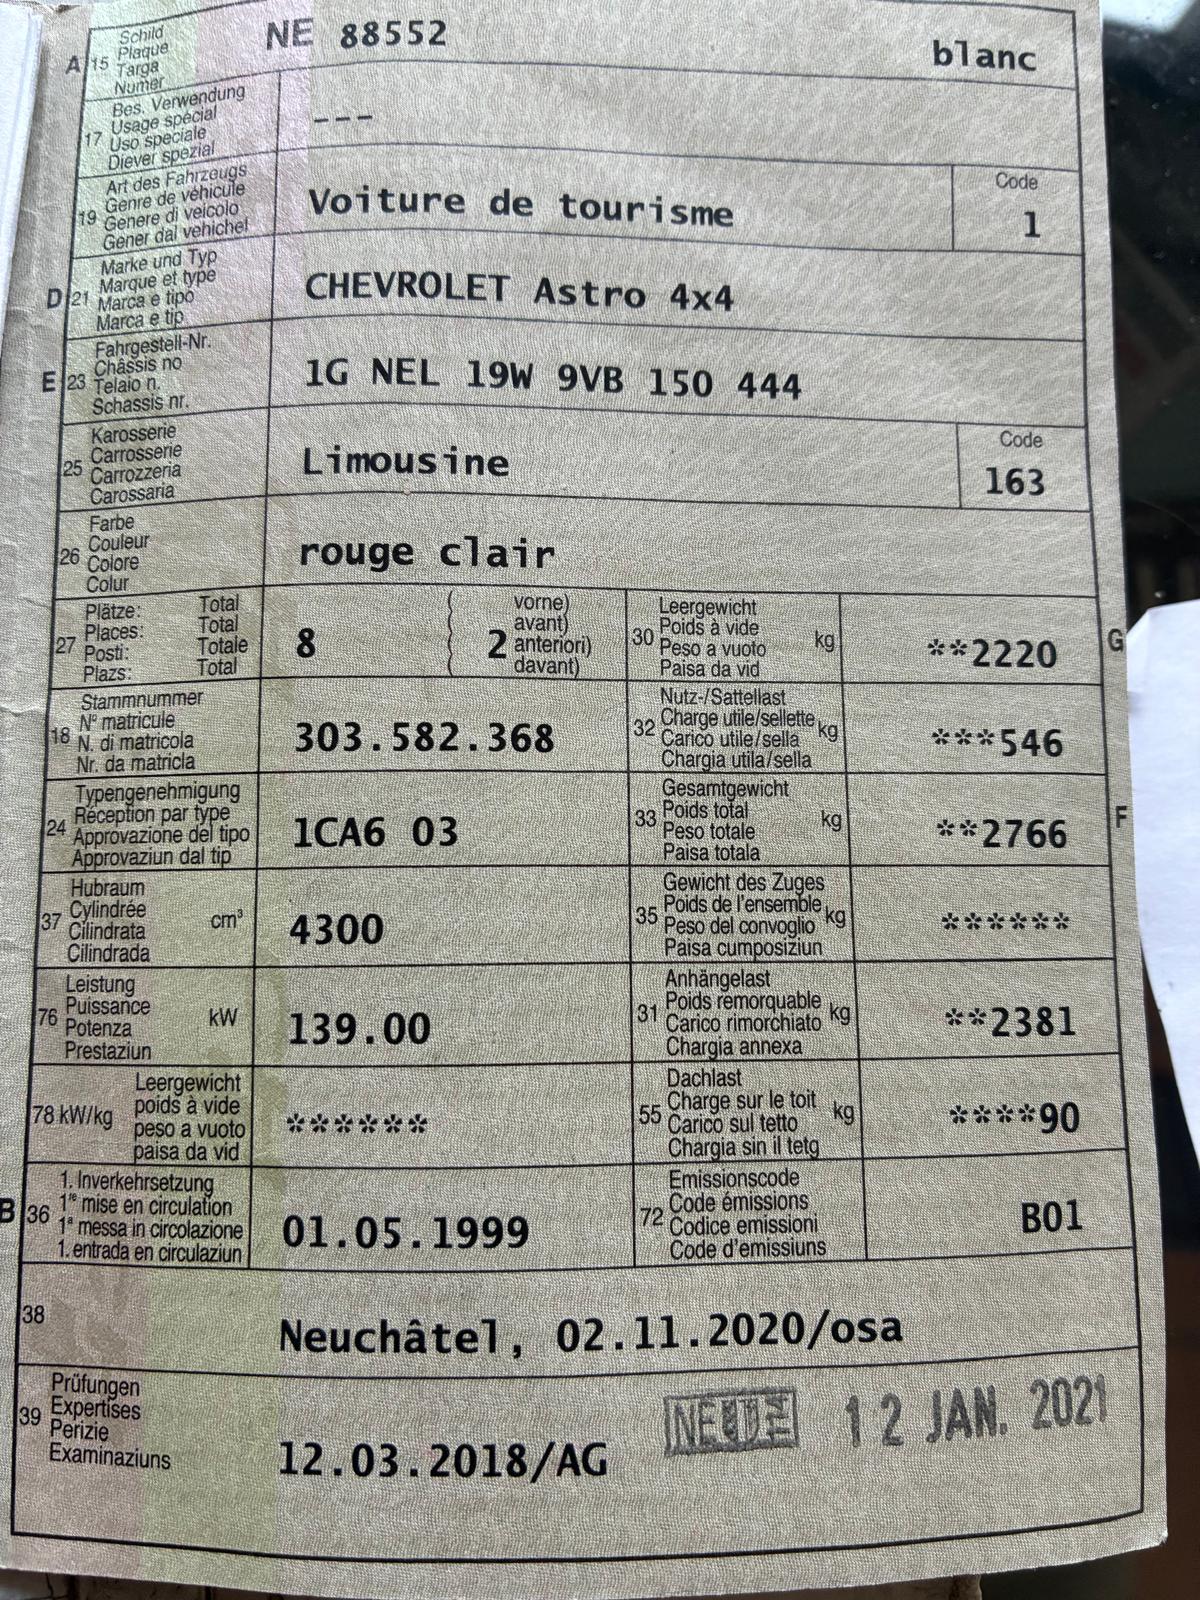 A 15 Schild NE 88552 blanc
Plaque
Targa
Numer
17 Bes. Verwendung ---
Usage spécial
Uso speciale
Diever spezial
19 Art des Fahrzeugs Voiture de tourisme Code 1
Genre de véhicule
Genere di veicolo
Gener dal vehichel
D 21 Marke und Typ CHEVROLET Astro 4x4
Marque et type
Marca e tipo
Marca e tip
E 23 Fahrgestell-Nr. 1G NEL 19W 9VB 150 444
Châssis no
Telaio n.
Schassis nr.
25 Karosserie Limousine Code 163
Carrosserie
Carrozzeria
Carossaria
26 Farbe rouge clair
Couleur
Colore
Colur
27 Plätze: Total 8 ( 2 vorne)
Places: Total avant)
Posti: Totale anteriori)
Plazs: Total davant)
30 Leergewicht kg **2220 G
Poids à vide
Peso a vuoto
Paisa da vid
18 Stammnummer 303.582.368
N° matricule
N. di matricola
Nr. da matricla
32 Nutz-/Sattellast kg ***546
Charge utile/sellette
Carico utile/sella
Chargia utila/sella
24 Typengenehmigung 1CA6 03
Réception par type
Approvazione del tipo
Approvaziun dal tip
33 Gesamtgewicht kg **2766 F
Poids total
Peso totale
Paisa totala
37 Hubraum cm³ 4300
Cylindrée
Cilindrata
Cilindrada
35 Gewicht des Zuges kg ******
Poids de l'ensemble
Peso del convoglio
Paisa cumposiziun
76 Leistung kW 139.00
Puissance
Potenza
Prestaziun
31 Anhängelast kg **2381
Poids remorquable
Carico rimorchiato
Chargia annexa
78 kW/kg Leergewicht ******
poids à vide
peso a vuoto
paisa da vid
55 Dachlast kg ****90
Charge sur le toit
Carico sul tetto
Chargia sin il tetg
B 36 1. Inverkehrsetzung 01.05.1999
1re mise en circulation
1a messa in circolazione
1. entrada en circulaziun
72 Emissionscode B01
Code émissions
Codice emissioni
Code d'emissiuns
38 Neuchâtel, 02.11.2020/osa
39 Prüfungen 12.03.2018/AG 12 JAN. 2021
Expertises
Perizie
Examinaziuns